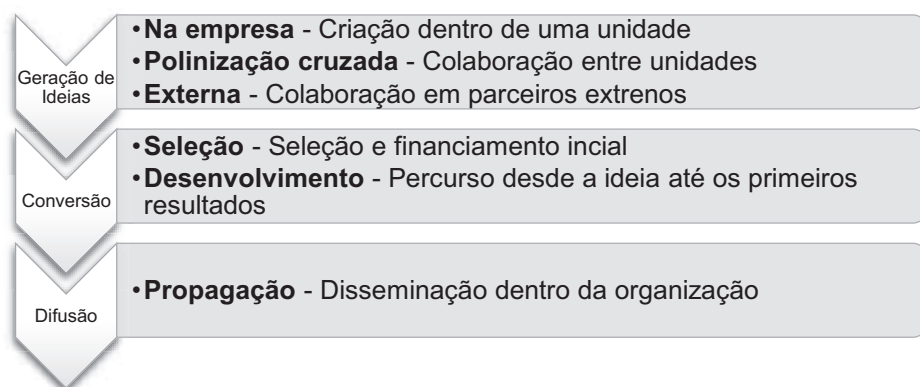 Geração de
Ideias
•Na empresa - Criação dentro de uma unidade
•Polinização cruzada - Colaboração entre unidades
•Externa - Colaboração em parceiros extrenos
Conversão
•Seleção - Seleção e financiamento incial
•Desenvolvimento - Percurso desde a ideia até os primeiros
resultados
Difusão
•Propagação - Disseminação dentro da organização